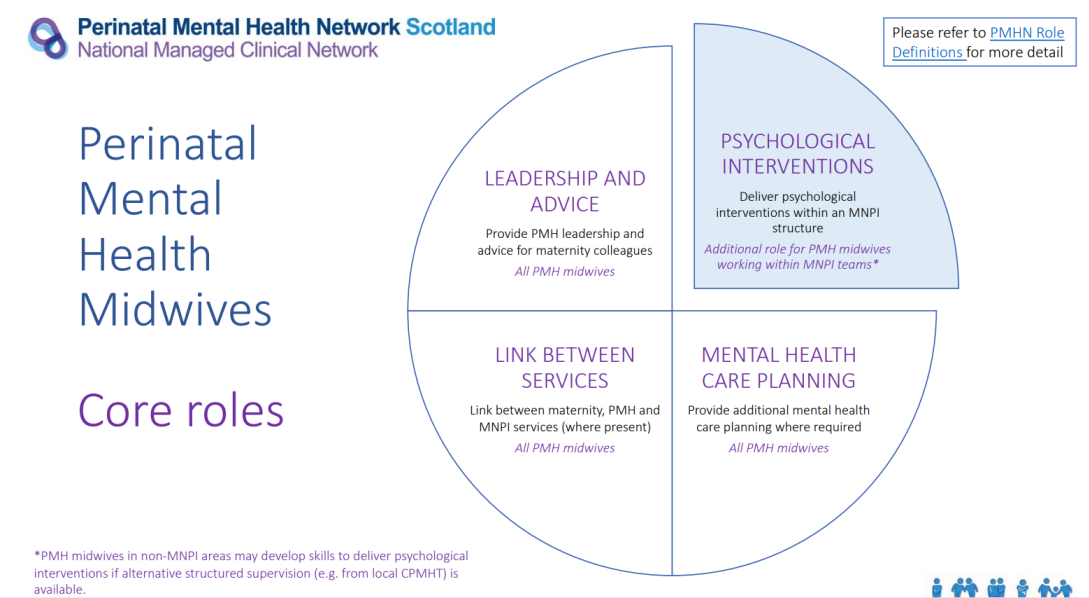 Perinatal Mental Health Network Scotland
National Managed Clinical Network
Please refer to PMHN Role
Definitions for more detail
Perinatal
Mental
Health
Midwives
Core roles
LEADERSHIP AND
ADVICE
Provide PMH leadership and
advice for maternity colleagues
All PMH midwives
PSYCHOLOGICAL
INTERVENTIONS
Deliver psychological
interventions within an MNPI
structure
Additional role for PMH midwives
working within MNPI teams*
LINK BETWEEN
SERVICES
Link between maternity, PMH and
MNPI services (where present)
All PMH midwives
MENTAL HEALTH
CARE PLANNING
Provide additional mental health
care planning where required
All PMH midwives
*PMH midwives in non-MNPI areas may develop skills to deliver psychological
interventions if alternative structured supervision (e.g. from local CPMHT) is
available.